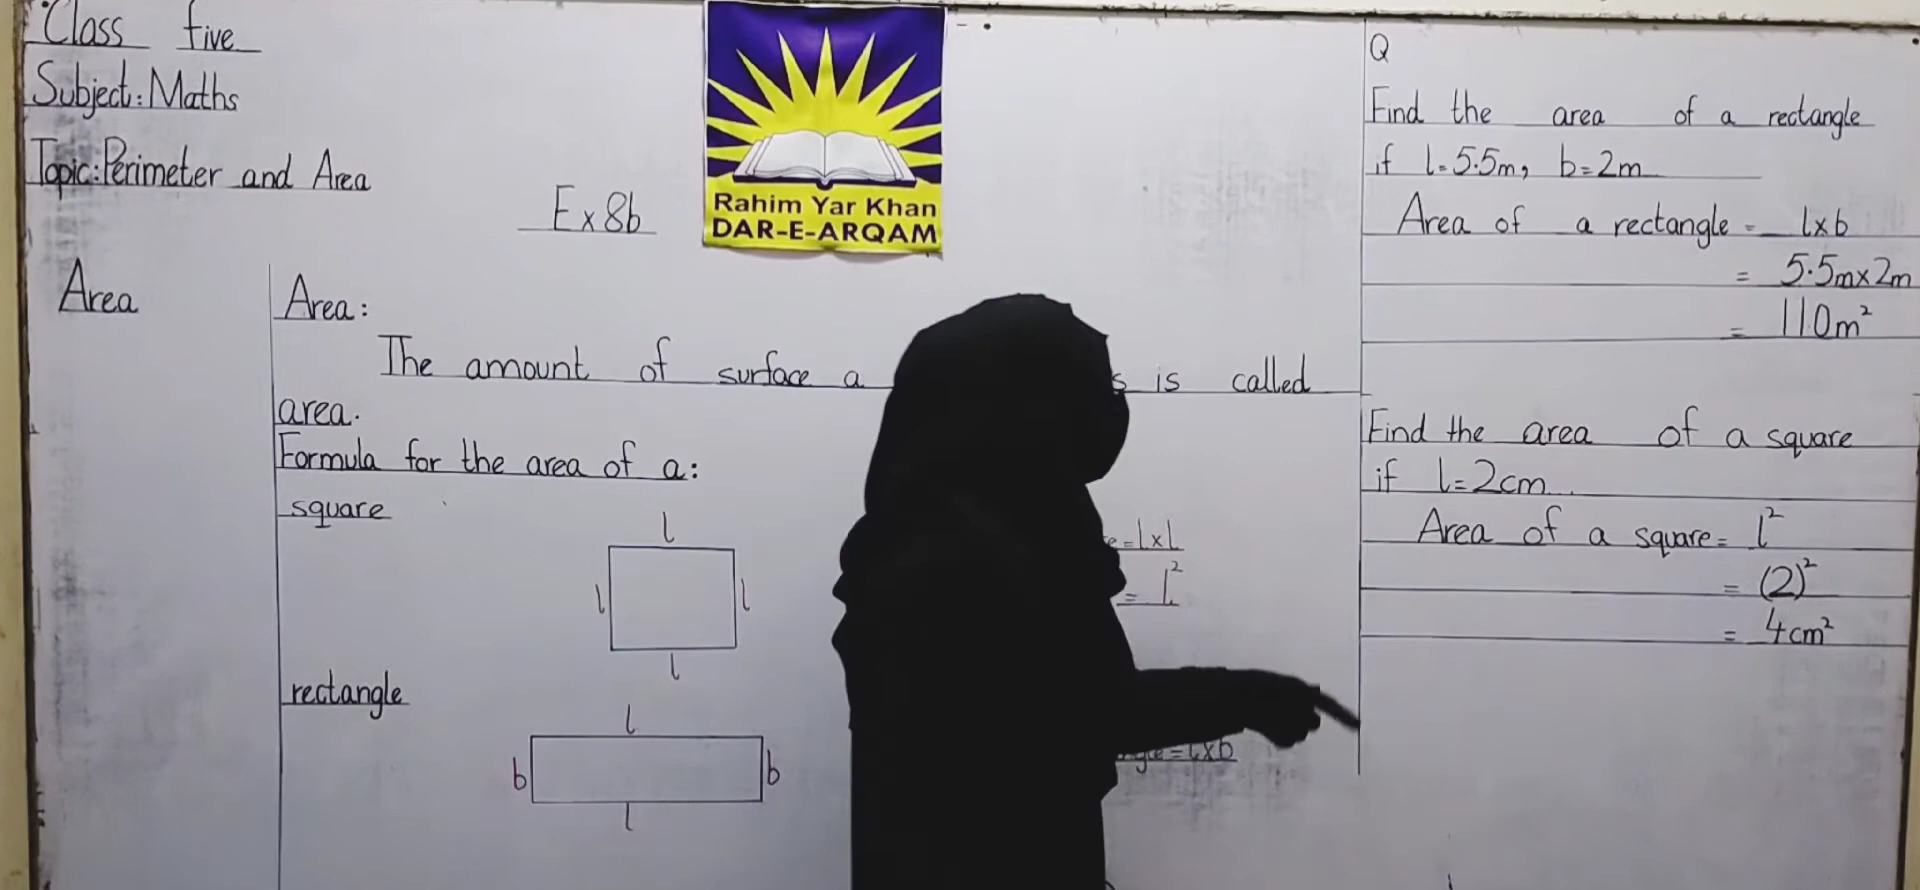 Class five
Subject: Maths
Topic: Perimeter and Area
Ex 8b
Rahim Yar Khan
DAR-E-ARQAM
Area
Area:
The amount of surface a is called
area.
Formula for the area of a:
square
l
l l
l
= l x l
= l²
rectangle
l
b b
l
= l x b
Q
Find the area of a rectangle
if l = 5.5m, b = 2m
Area of a rectangle = l x b
= 5.5m x 2m
= 110m²
Find the area of a square
if l = 2cm
Area of a square = l²
= (2)²
= 4cm²